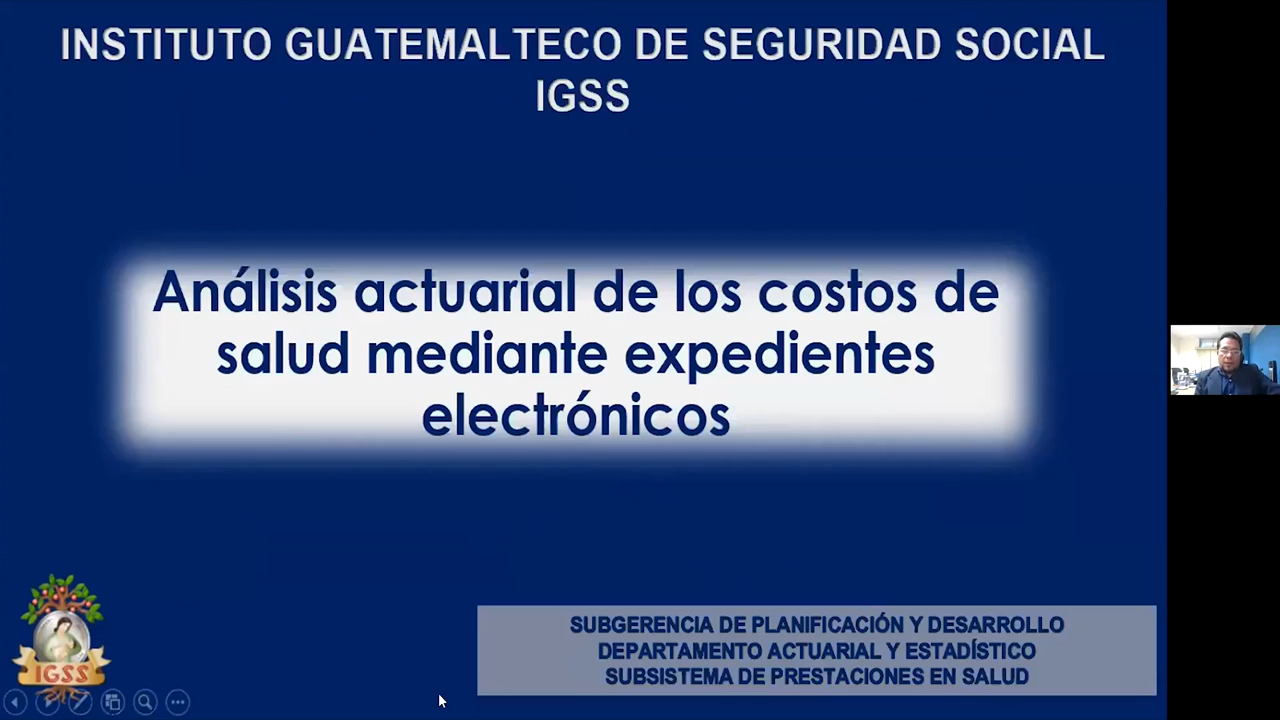 INSTITUTO GUATEMALTECO DE SEGURIDAD SOCIAL
IGSS
Análisis actuarial de los costos de
salud mediante expedientes
electrónicos
SUBGERENCIA DE PLANIFICACIÓN Y DESARROLLO
DEPARTAMENTO ACTUARIAL Y ESTADÍSTICO
SUBSISTEMA DE PRESTACIONES EN SALUD
IGSS